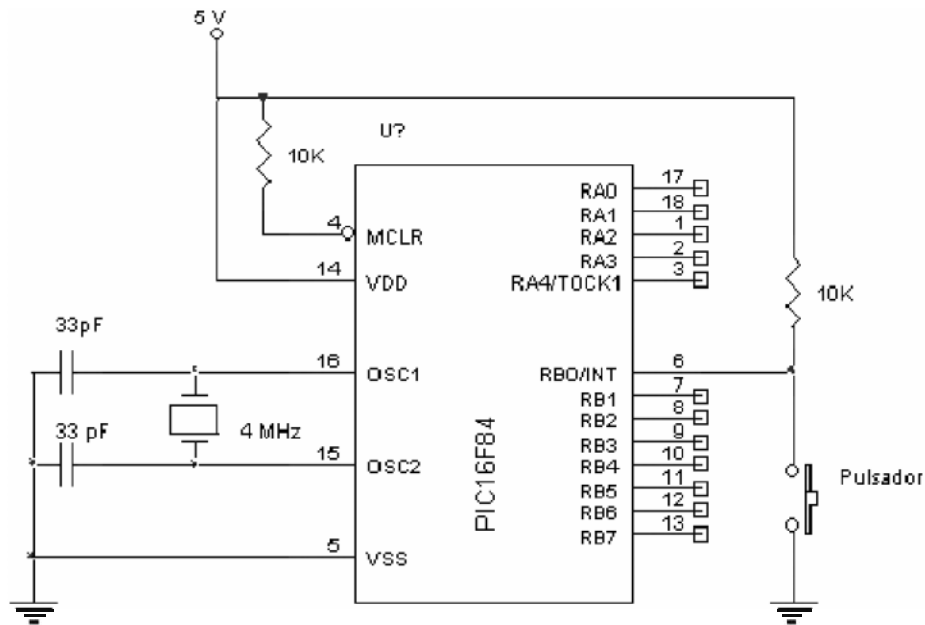 5 V
U?
10K
4
MCLR
14
VDD
33pF
16
OSC1
33 pF
4 MHz
15
OSC2
5
VSS
PIC16F84
RA0
17
RA1
18
RA2
1
RA3
2
RA4/TOCK1
3
10K
RB0/INT
6
RB1
7
RB2
8
RB3
9
RB4
10
RB5
11
RB6
12
RB7
13
Pulsador